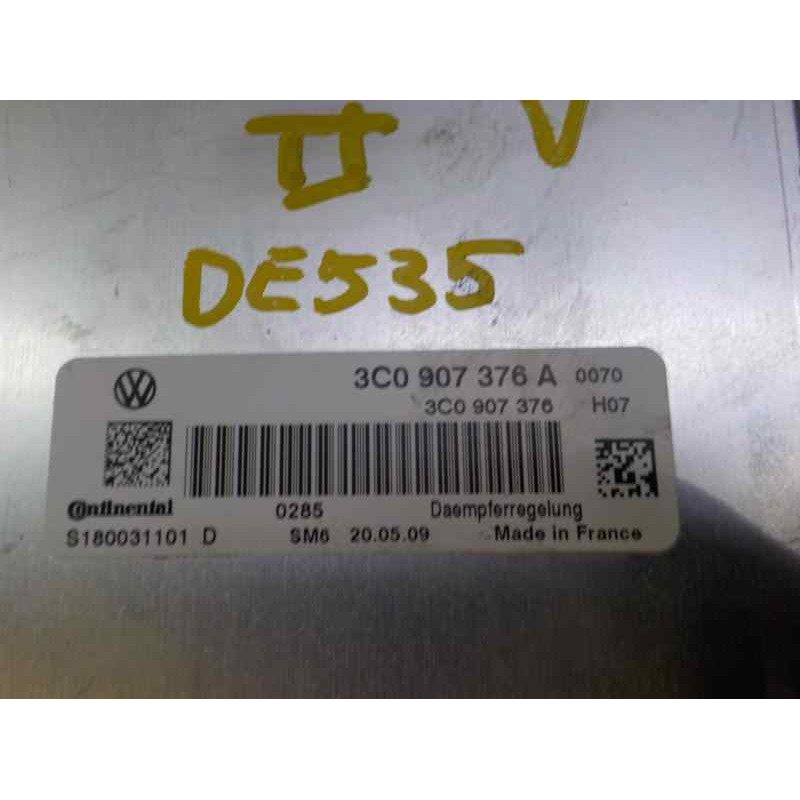 II V
DE535
3C0 907 376 A 0070
3C0 907 376 H07
Continental 0285 Daempferregelung
S180031101 D SM6 20.05.09 Made in France